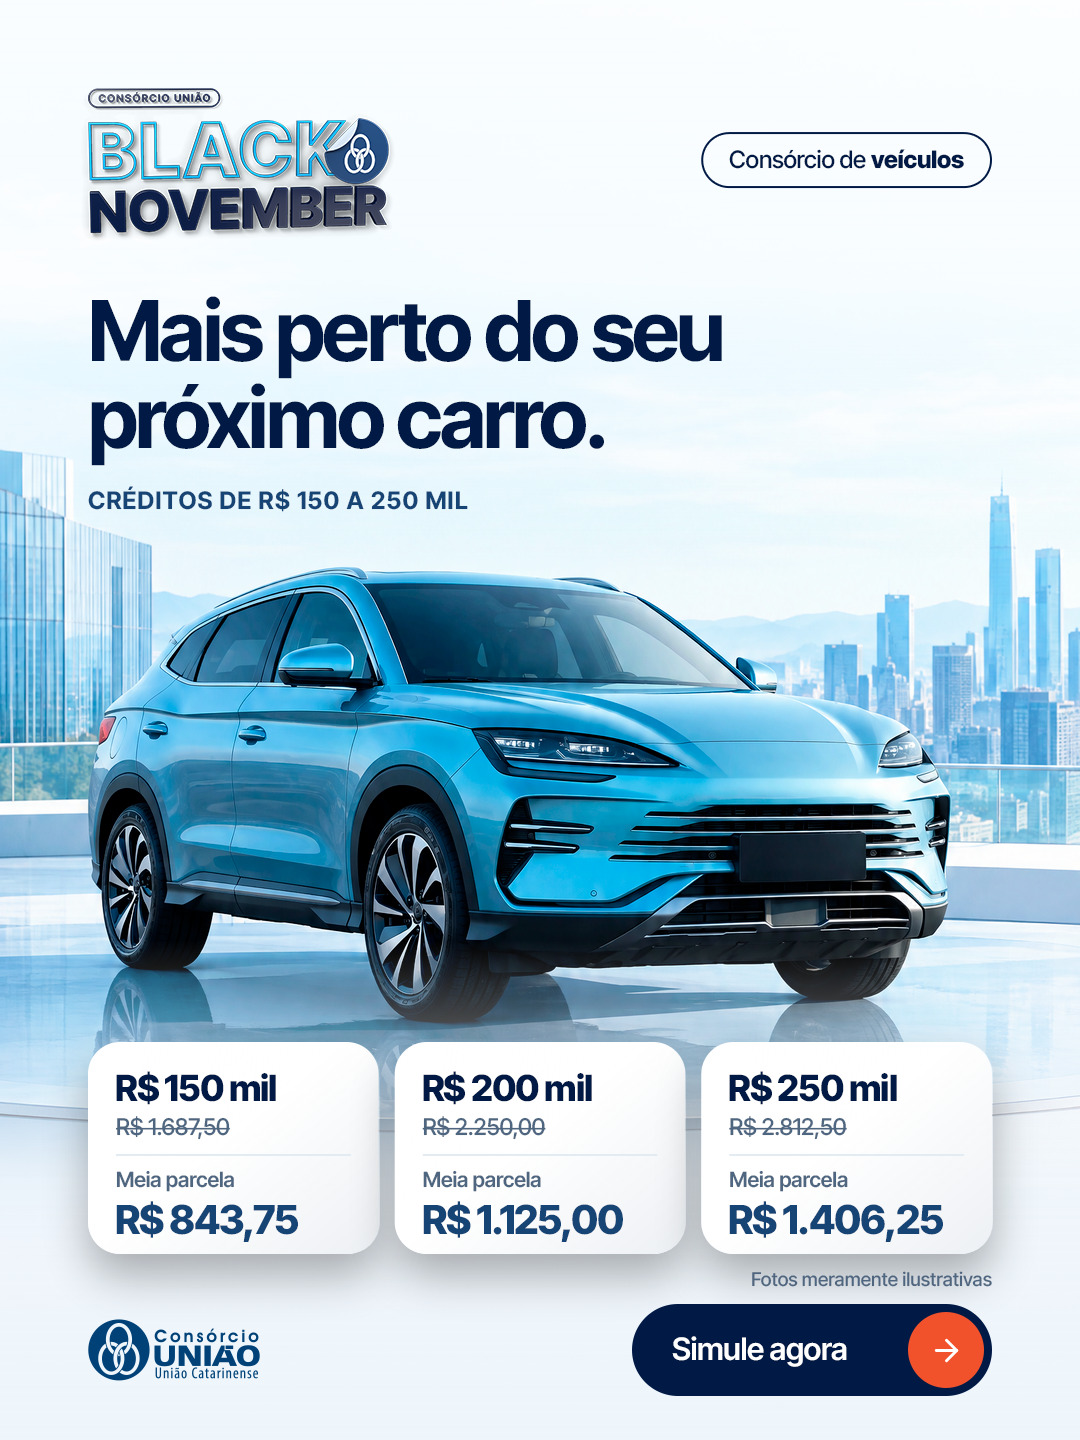 CONSÓRCIO UNIÃO
BLACK
NOVEMBER
Consórcio de veículos
Mais perto do seu
próximo carro.
CRÉDITOS DE R$ 150 A 250 MIL
R$ 150 mil
R$ 1.687,50
Meia parcela
R$ 843,75
R$ 200 mil
R$ 2.250,00
Meia parcela
R$ 1.125,00
R$ 250 mil
R$ 2.812,50
Meia parcela
R$ 1.406,25
Fotos meramente ilustrativas
Consórcio
UNIÃO
União Catarinense
Simule agora